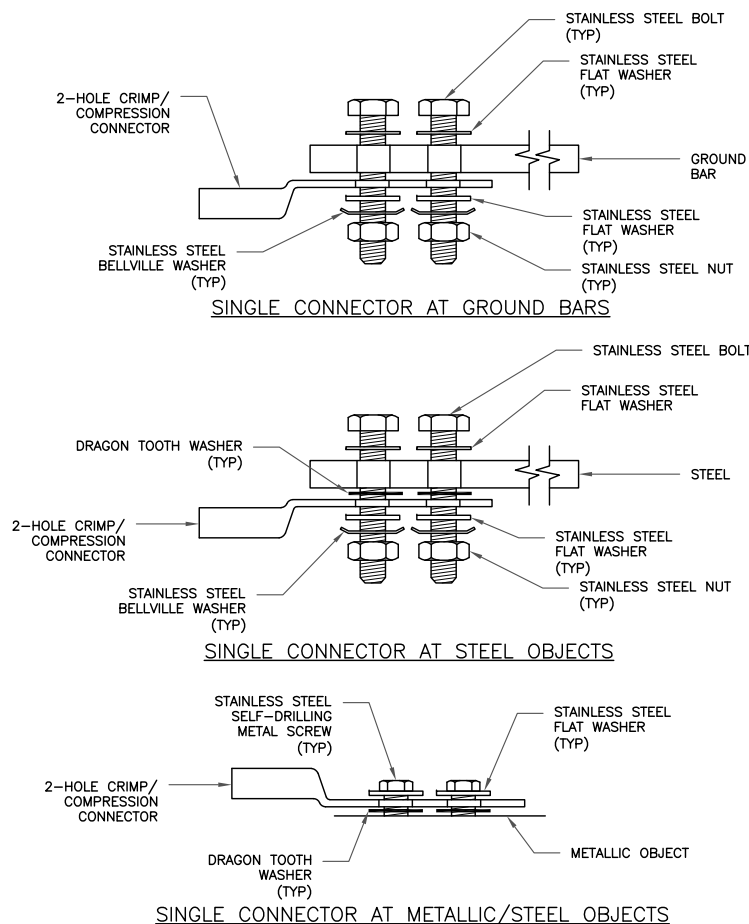 STAINLESS STEEL BOLT
(TYP)
STAINLESS STEEL
FLAT WASHER
(TYP)
2-HOLE CRIMP/
COMPRESSION
CONNECTOR
GROUND
BAR
STAINLESS STEEL
FLAT WASHER
(TYP)
STAINLESS STEEL
BELLVILLE WASHER
(TYP)
STAINLESS STEEL NUT
(TYP)
SINGLE CONNECTOR AT GROUND BARS
STAINLESS STEEL BOLT
STAINLESS STEEL
FLAT WASHER
DRAGON TOOTH WASHER
(TYP)
STEEL
2-HOLE CRIMP/
COMPRESSION
CONNECTOR
STAINLESS STEEL
FLAT WASHER
(TYP)
STAINLESS STEEL
BELLVILLE WASHER
(TYP)
STAINLESS STEEL NUT
(TYP)
SINGLE CONNECTOR AT STEEL OBJECTS
STAINLESS STEEL
SELF-DRILLING
METAL SCREW
(TYP)
STAINLESS STEEL
FLAT WASHER
(TYP)
2-HOLE CRIMP/
COMPRESSION
CONNECTOR
DRAGON TOOTH
WASHER
(TYP)
METALLIC OBJECT
SINGLE CONNECTOR AT METALLIC/STEEL OBJECTS